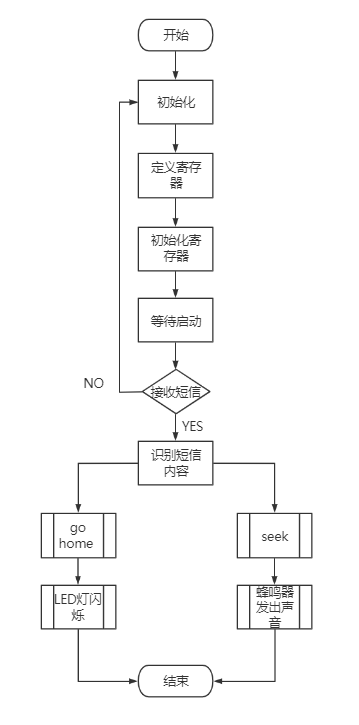 开始
初始化
定义寄存
器
初始化寄
存器
等待启动
接收短信
NO
YES
识别短信
内容
go
home
seek
LED灯闪
烁
蜂鸣器
发出声
音
结束